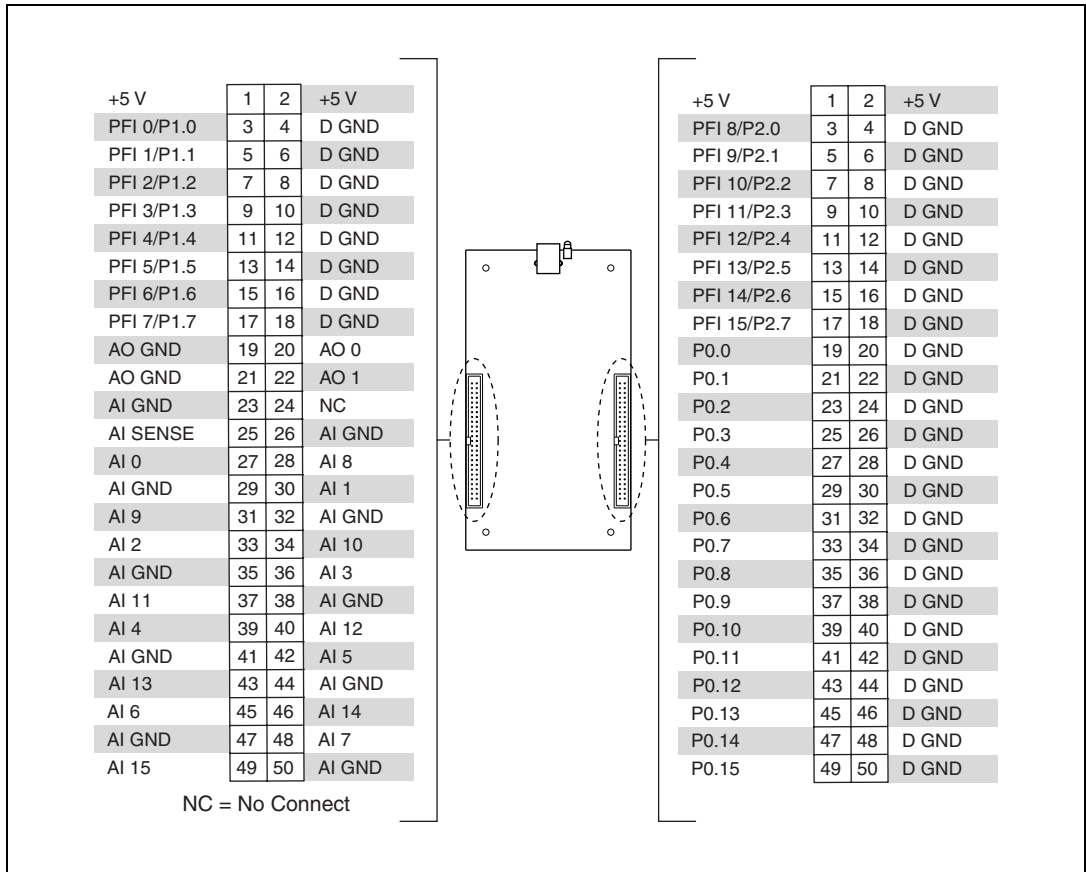 +5 V 1 2 +5 V
PFI 0/P1.0 3 4 D GND
PFI 1/P1.1 5 6 D GND
PFI 2/P1.2 7 8 D GND
PFI 3/P1.3 9 10 D GND
PFI 4/P1.4 11 12 D GND
PFI 5/P1.5 13 14 D GND
PFI 6/P1.6 15 16 D GND
PFI 7/P1.7 17 18 D GND
AO GND 19 20 AO 0
AO GND 21 22 AO 1
AI GND 23 24 NC
AI SENSE 25 26 AI GND
AI 0 27 28 AI 8
AI GND 29 30 AI 1
AI 9 31 32 AI GND
AI 2 33 34 AI 10
AI GND 35 36 AI 3
AI 11 37 38 AI GND
AI 4 39 40 AI 12
AI GND 41 42 AI 5
AI 13 43 44 AI GND
AI 6 45 46 AI 14
AI GND 47 48 AI 7
AI 15 49 50 AI GND
NC = No Connect
+5 V 1 2 +5 V
PFI 8/P2.0 3 4 D GND
PFI 9/P2.1 5 6 D GND
PFI 10/P2.2 7 8 D GND
PFI 11/P2.3 9 10 D GND
PFI 12/P2.4 11 12 D GND
PFI 13/P2.5 13 14 D GND
PFI 14/P2.6 15 16 D GND
PFI 15/P2.7 17 18 D GND
P0.0 19 20 D GND
P0.1 21 22 D GND
P0.2 23 24 D GND
P0.3 25 26 D GND
P0.4 27 28 D GND
P0.5 29 30 D GND
P0.6 31 32 D GND
P0.7 33 34 D GND
P0.8 35 36 D GND
P0.9 37 38 D GND
P0.10 39 40 D GND
P0.11 41 42 D GND
P0.12 43 44 D GND
P0.13 45 46 D GND
P0.14 47 48 D GND
P0.15 49 50 D GND